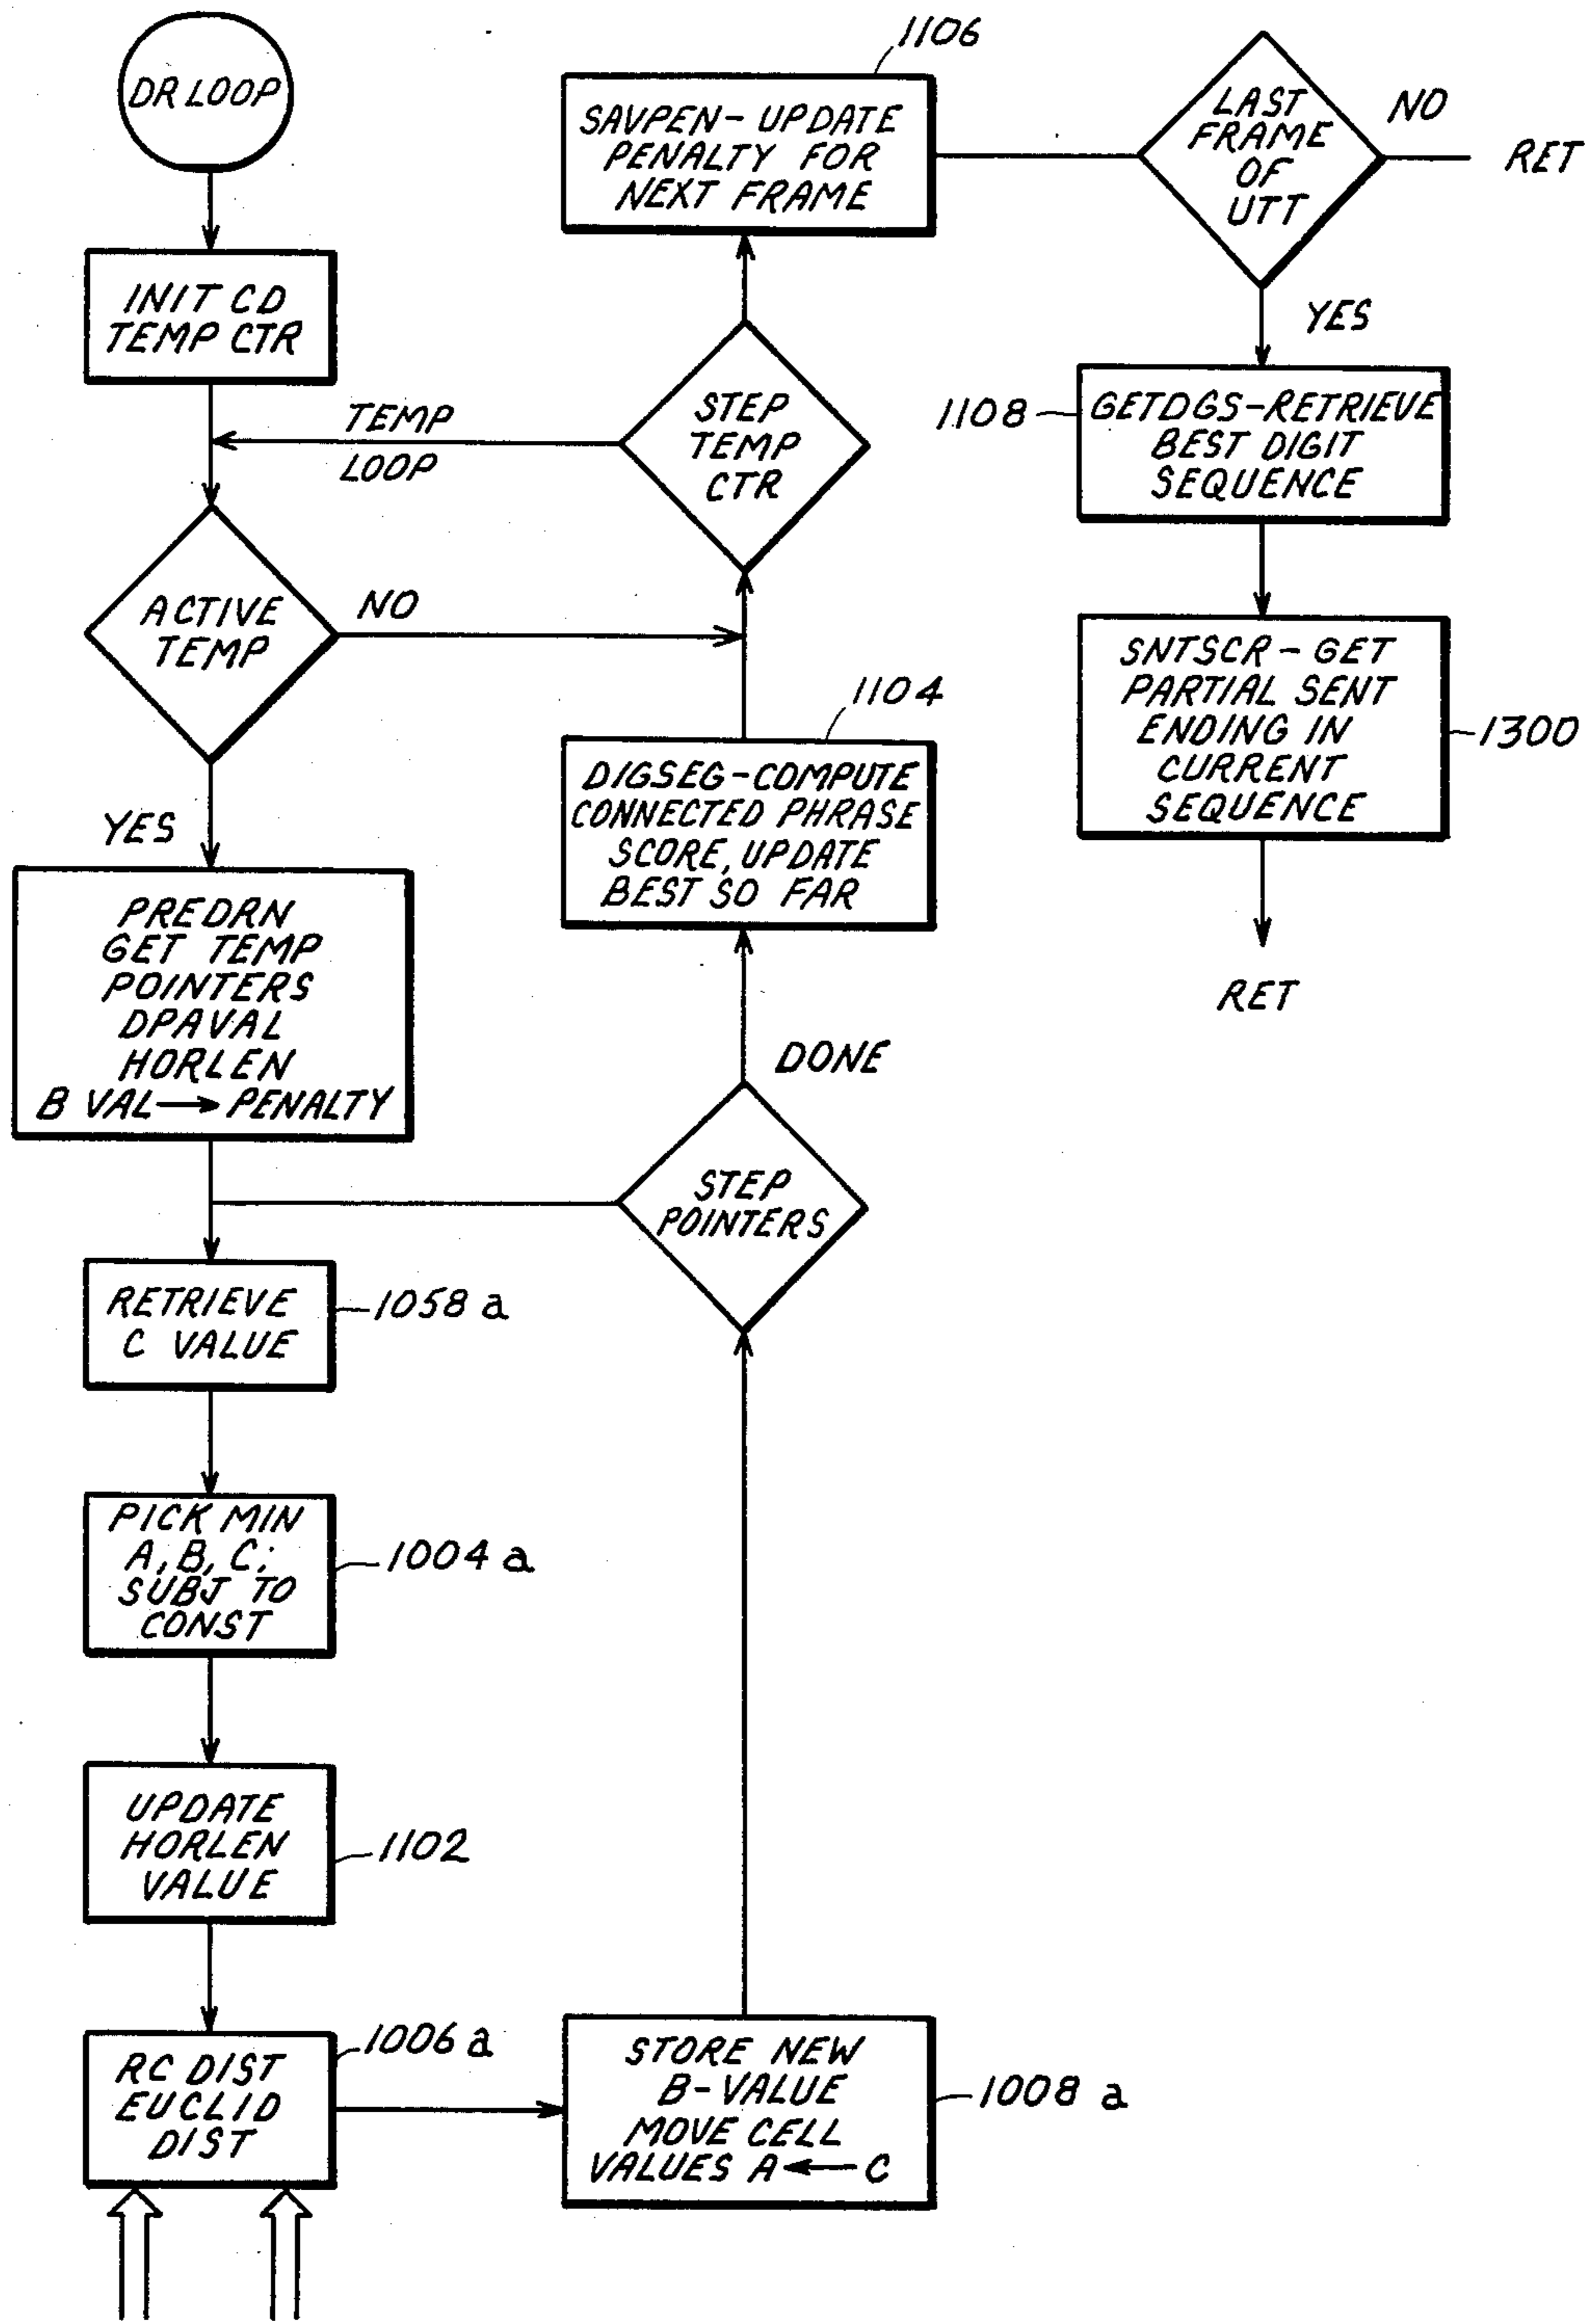 DR LOOP
INIT CD
TEMP CTR
TEMP
LOOP
ACTIVE
TEMP
NO
YES
PREDRN
GET TEMP
POINTERS
DPAVAL
HORLEN
B VAL → PENALTY
RETRIEVE
C VALUE
1058 a
PICK MIN
A, B, C;
SUBJ TO
CONST
1004 a
UPDATE
HORLEN
VALUE
1102
RC DIST
EUCLID
DIST
1006 a
STORE NEW
B-VALUE
MOVE CELL
VALUES A ← C
1008 a
STEP
POINTERS
DONE
DIGSEG-COMPUTE
CONNECTED PHRASE
SCORE, UPDATE
BEST SO FAR
1104
STEP
TEMP
CTR
SAVPEN-UPDATE
PENALTY FOR
NEXT FRAME
1106
LAST
FRAME
OF
UTT
NO
RET
YES
GETDGS-RETRIEVE
BEST DIGIT
SEQUENCE
1108
SNTSCR-GET
PARTIAL SENT
ENDING IN
CURRENT
SEQUENCE
1300
RET